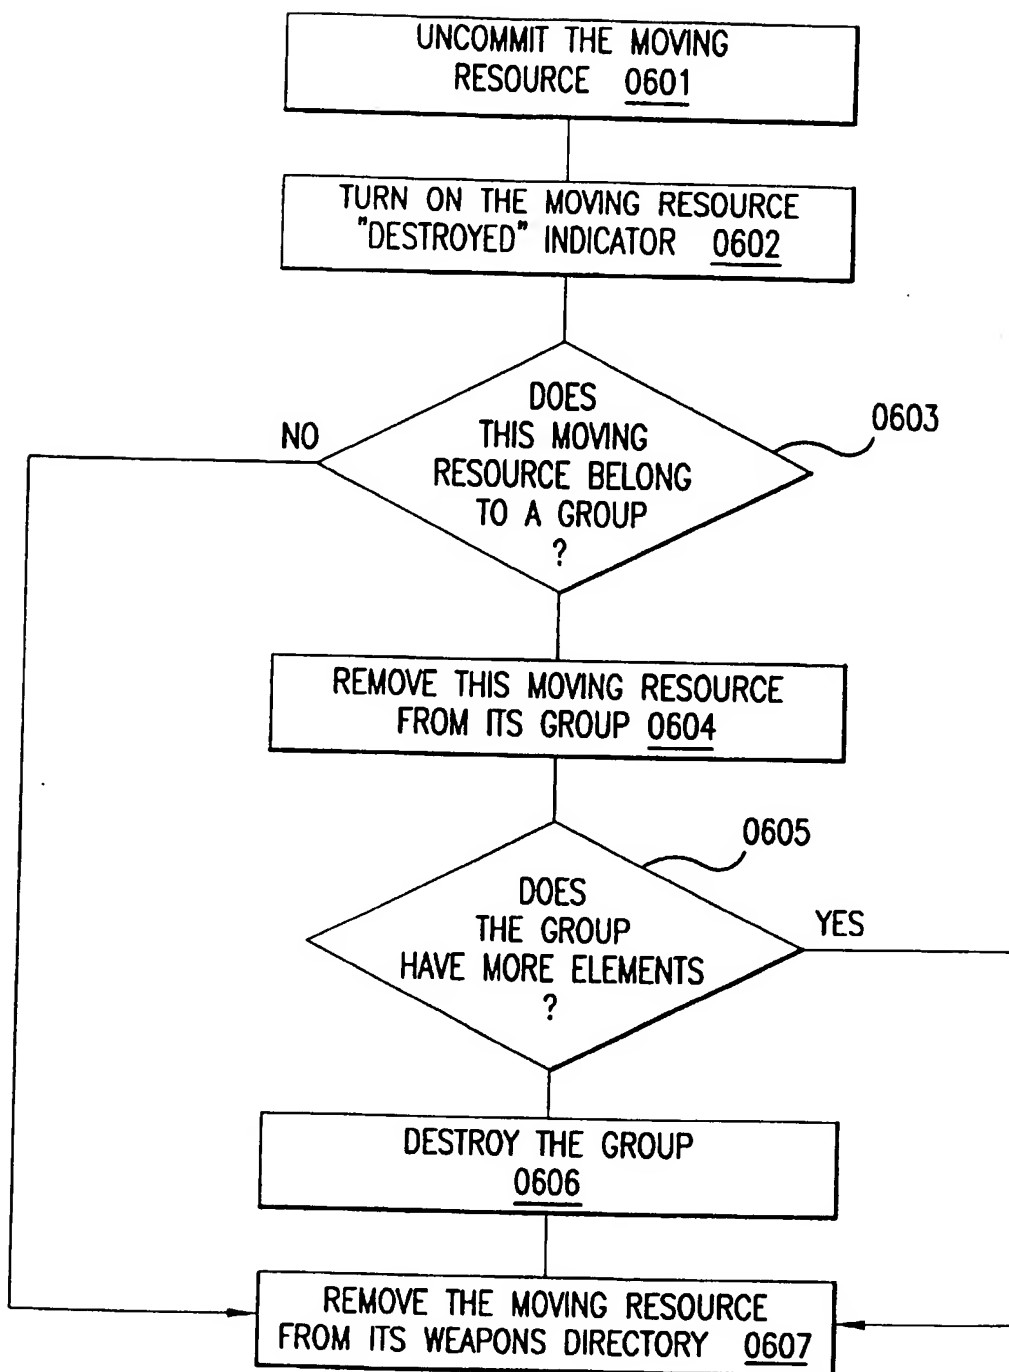 UNCOMMIT THE MOVING
RESOURCE 0601
TURN ON THE MOVING RESOURCE
"DESTROYED" INDICATOR 0602
DOES
THIS MOVING
RESOURCE BELONG
TO A GROUP
?
0603
NO
REMOVE THIS MOVING RESOURCE
FROM ITS GROUP 0604
0605
DOES
THE GROUP
HAVE MORE ELEMENTS
?
YES
DESTROY THE GROUP
0606
REMOVE THE MOVING RESOURCE
FROM ITS WEAPONS DIRECTORY 0607